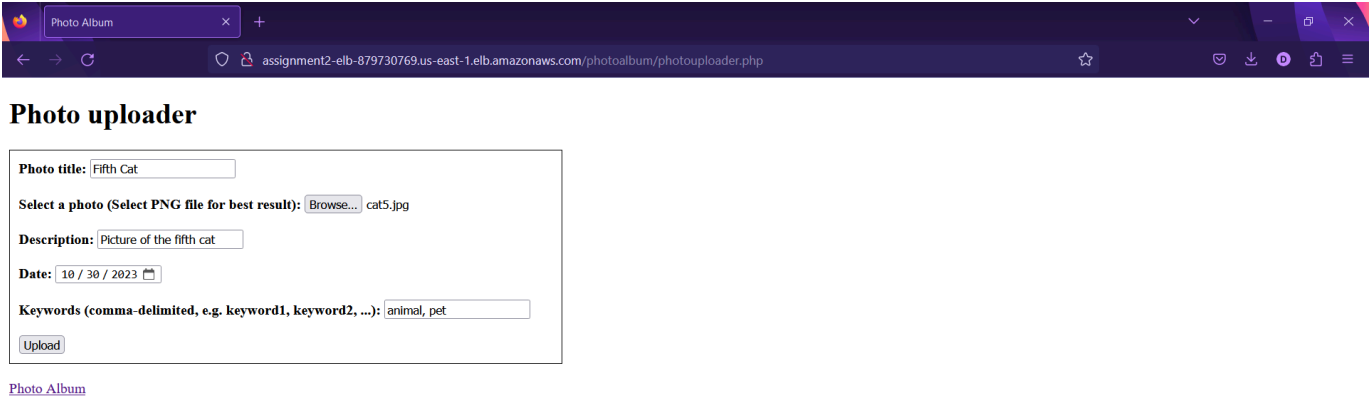 Photo Album
assignment2-elb-879730769.us-east-1.elb.amazonaws.com/photoalbum/photouploader.php
D
Photo uploader
Photo title: Fifth Cat
Select a photo (Select PNG file for best result): Browse... cat5.jpg
Description: Picture of the fifth cat
Date: 10 / 30 / 2023
Keywords (comma-delimited, e.g. keyword1, keyword2, ...): animal, pet
Upload
Photo Album